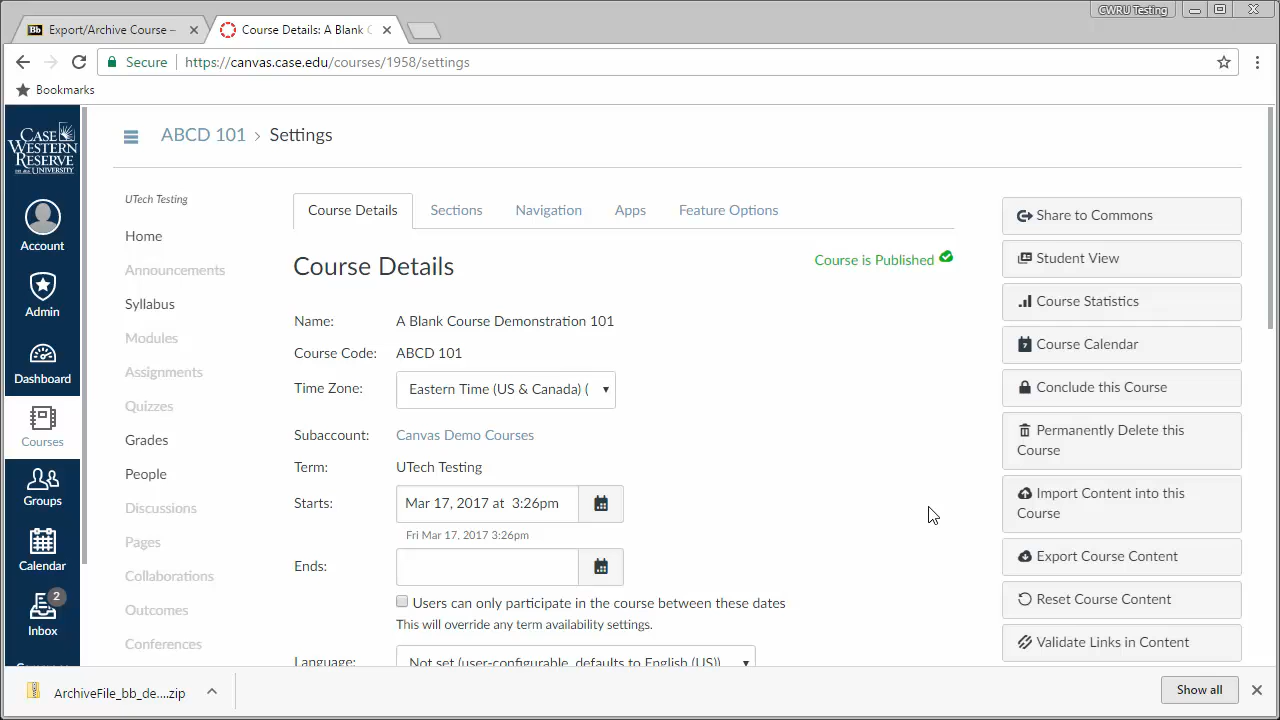 CWRU Testing
Export/Archive Course –
Course Details: A Blank C
Secure
https://canvas.case.edu/courses/1958/settings
Bookmarks
CASE
WESTERN
RESERVE
UNIVERSITY
Account
Admin
Dashboard
Courses
Groups
Calendar
2
Inbox
ABCD 101 › Settings
UTech Testing
Home
Announcements
Syllabus
Modules
Assignments
Quizzes
Grades
People
Discussions
Pages
Collaborations
Outcomes
Conferences
Course Details
Sections
Navigation
Apps
Feature Options
Course Details
Course is Published
Name: A Blank Course Demonstration 101
Course Code: ABCD 101
Time Zone: Eastern Time (US & Canada) (
Subaccount: Canvas Demo Courses
Term: UTech Testing
Starts: Mar 17, 2017 at 3:26pm
Fri Mar 17, 2017 3:26pm
Ends:
Users can only participate in the course between these dates
This will override any term availability settings.
Language: Not set (user-configurable, defaults to English (US))
Share to Commons
Student View
Course Statistics
Course Calendar
Conclude this Course
Permanently Delete this
Course
Import Content into this
Course
Export Course Content
Reset Course Content
Validate Links in Content
ArchiveFile_bb_de....zip
Show all